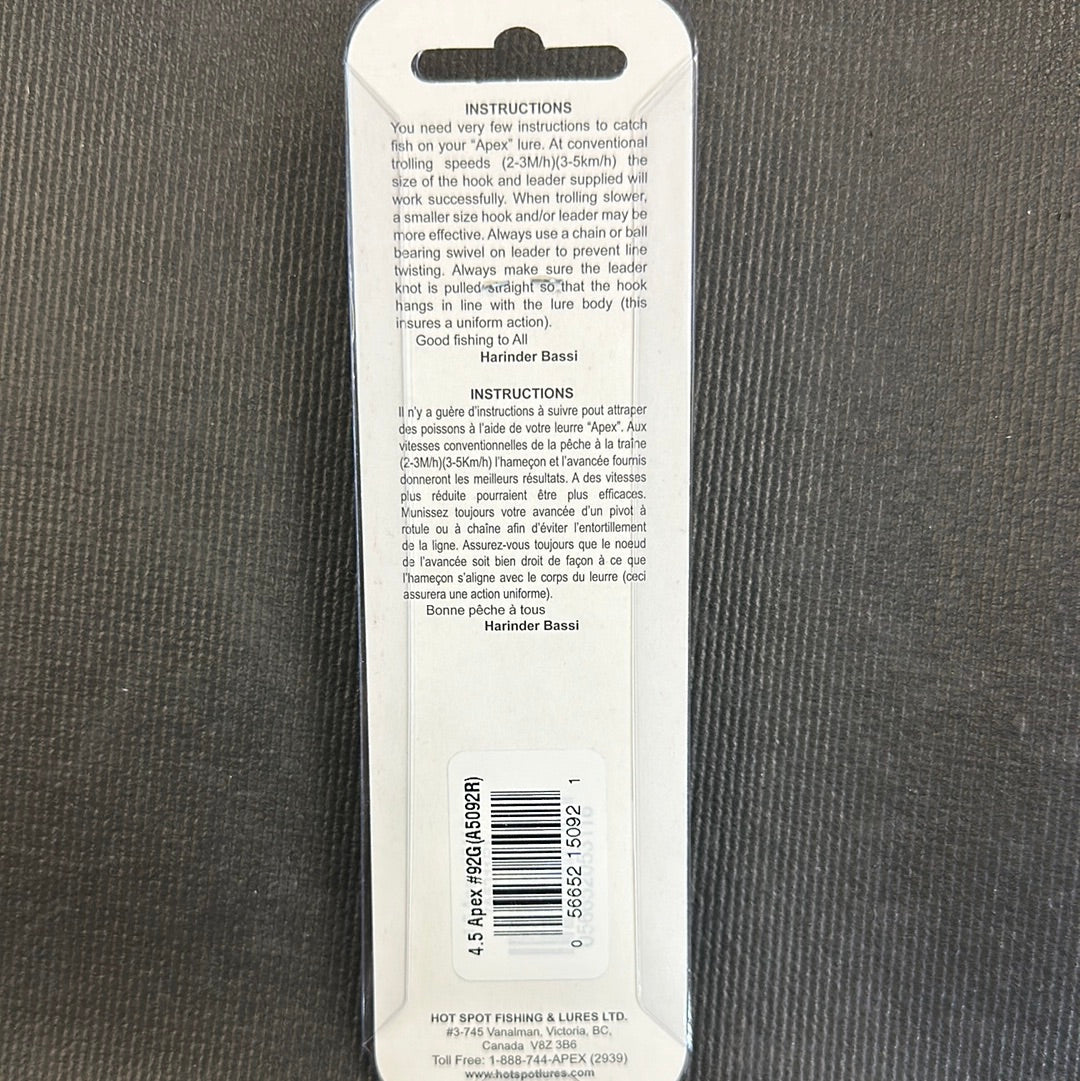 INSTRUCTIONS
You need very few instructions to catch
fish on your "Apex" lure. At conventional
trolling speeds (2-3M/h)(3-5km/h) the
size of the hook and leader supplied will
work successfully. When trolling slower,
a smaller size hook and/or leader may be
more effective. Always use a chain or ball
bearing swivel on leader to prevent line
twisting. Always make sure the leader
knot is pulled straight so that the hook
hangs in line with the lure body (this
insures a uniform action).
Good fishing to All
Harinder Bassi
INSTRUCTIONS
Il n'y a guère d'instructions à suivre pout attraper
des poissons à l'aide de votre leurre "Apex". Aux
vitesses conventionnelles de la pêche à la traîne
(2-3M/h)(3-5Km/h) l'hameçon et l'avancée fournis
donneront les meilleurs résultats. A des vitesses
plus réduite pourraient être plus efficaces.
Munissez toujours votre avancée d'un pivot à
rotule ou à chaîne afin d'éviter l'entortillement
de la ligne. Assurez-vous toujours que le noeud
de l'avancée soit bien droit de façon à ce que
l'hameçon s'aligne avec le corps du leurre (ceci
assurera une action uniforme).
Bonne pêche à tous
Harinder Bassi
4.5 Apex #92G(A5092R)
0 56652 15092 1
HOT SPOT FISHING & LURES LTD.
#3-745 Vanalman, Victoria, BC,
Canada V8Z 3B6
Toll Free: 1-888-744-APEX (2939)
www.hotspotlures.com